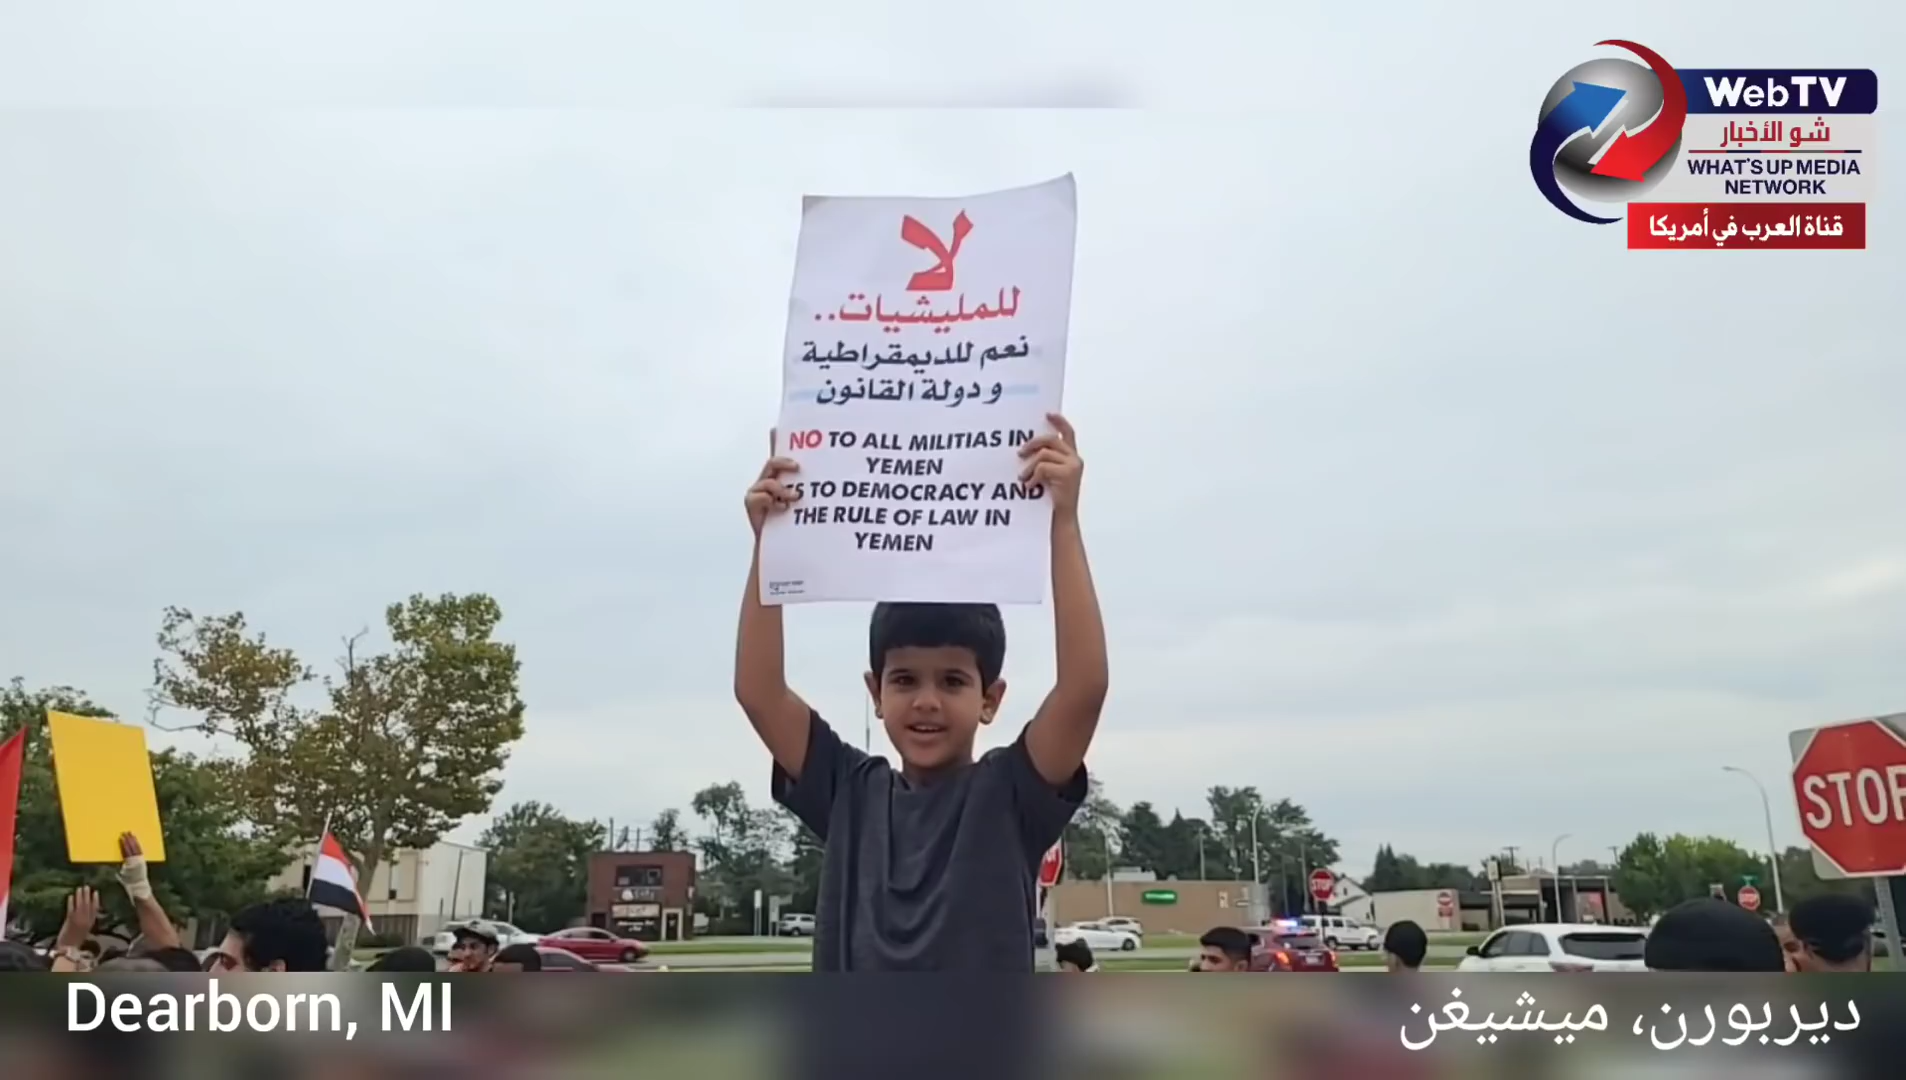 WebTV
شو الأخبار
WHAT'S UP MEDIA
NETWORK
قناة العرب في أمريكا
لا
للمليشيات..
نعم للديمقراطية
و دولة القانون
NO TO ALL MILITIAS IN
YEMEN
TO DEMOCRACY AND
THE RULE OF LAW IN
YEMEN
STOP
STOP
Dearborn, MI
ديربورن، ميشيغن